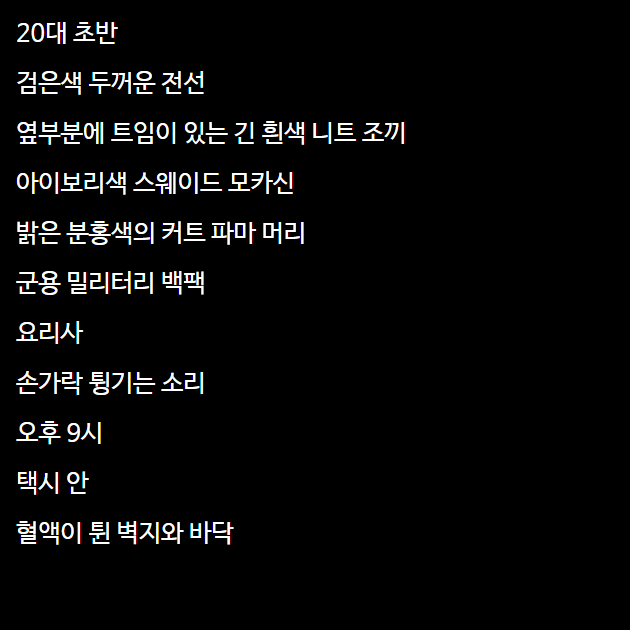 20대 초반
검은색 두꺼운 전선
옆부분에 트임이 있는 긴 흰색 니트 조끼
아이보리색 스웨이드 모카신
밝은 분홍색의 커트 파마 머리
군용 밀리터리 백팩
요리사
손가락 튕기는 소리
오후 9시
택시 안
혈액이 튄 벽지와 바닥